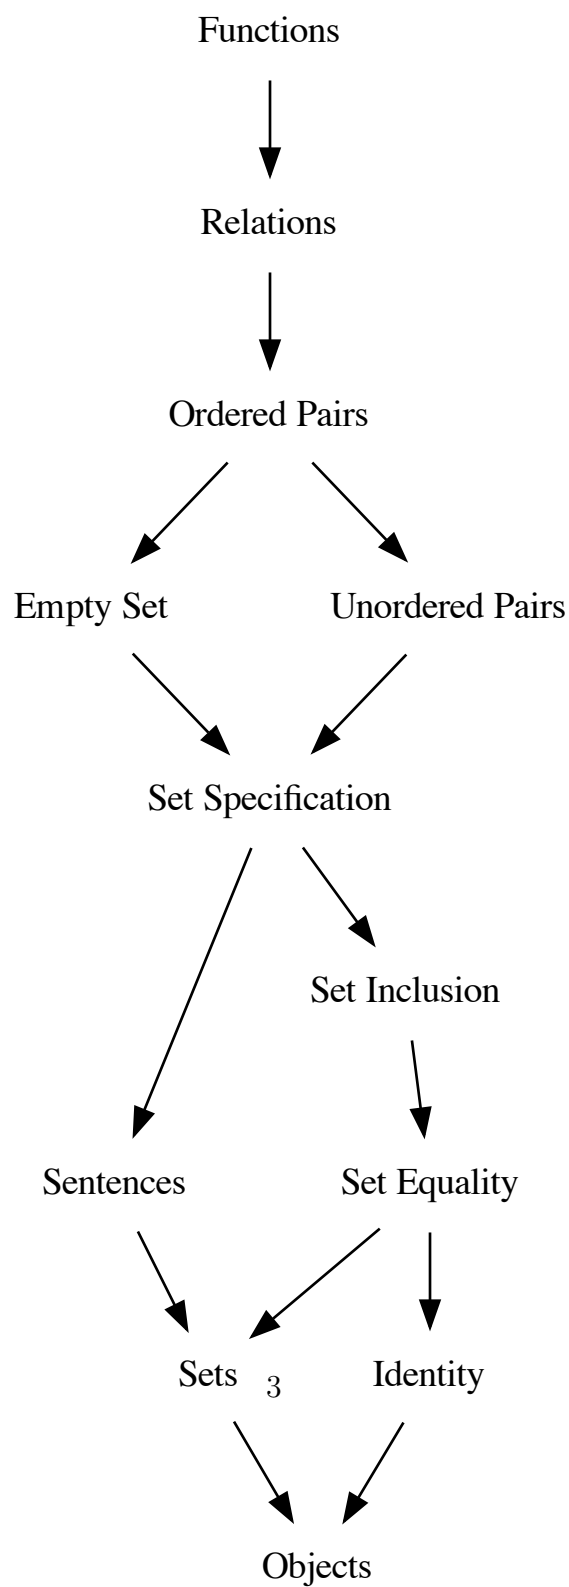 Functions
Relations
Ordered Pairs
Empty Set
Unordered Pairs
Set Specification
Set Inclusion
Sentences
Set Equality
Sets
3
Identity
Objects